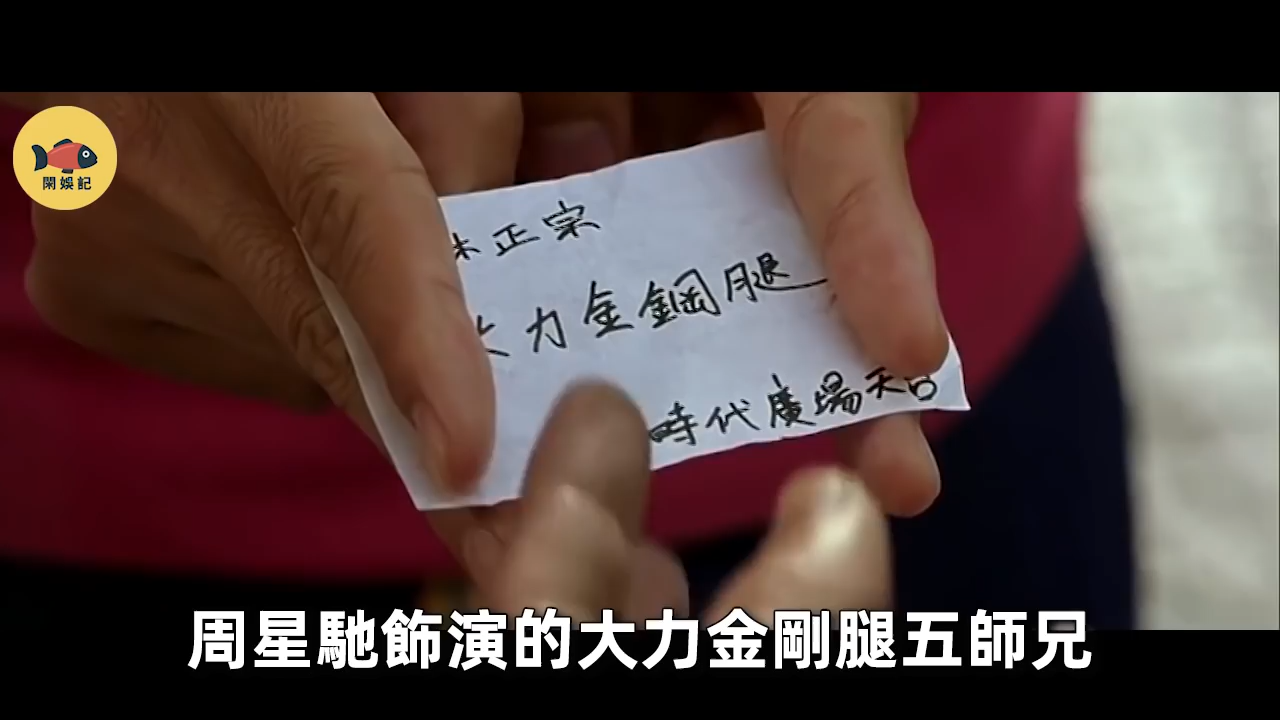 閑娛記
正宗
大力金鋼腿
時代廣場天台
周星馳飾演的大力金剛腿五師兄